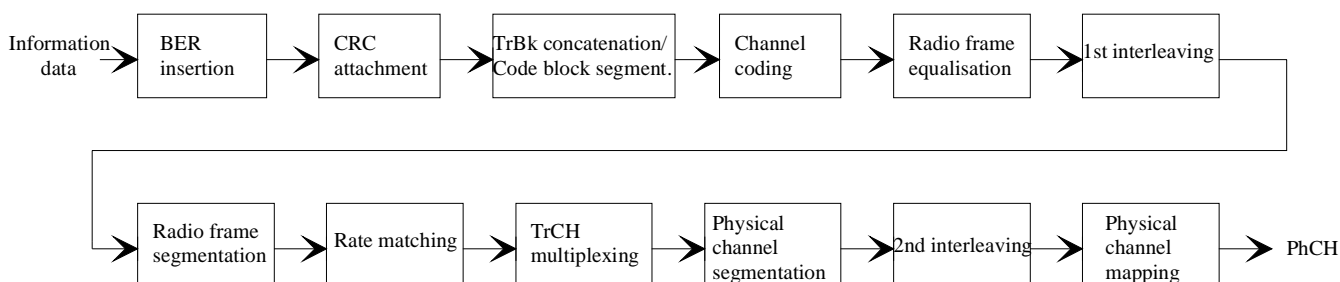 Information
data
BER
insertion
CRC
attachment
TrBk concatenation/
Code block segment.
Channel
coding
Radio frame
equalisation
1st interleaving
Radio frame
segmentation
Rate matching
TrCH
multiplexing
Physical
channel
segmentation
2nd interleaving
Physical
channel
mapping
PhCH